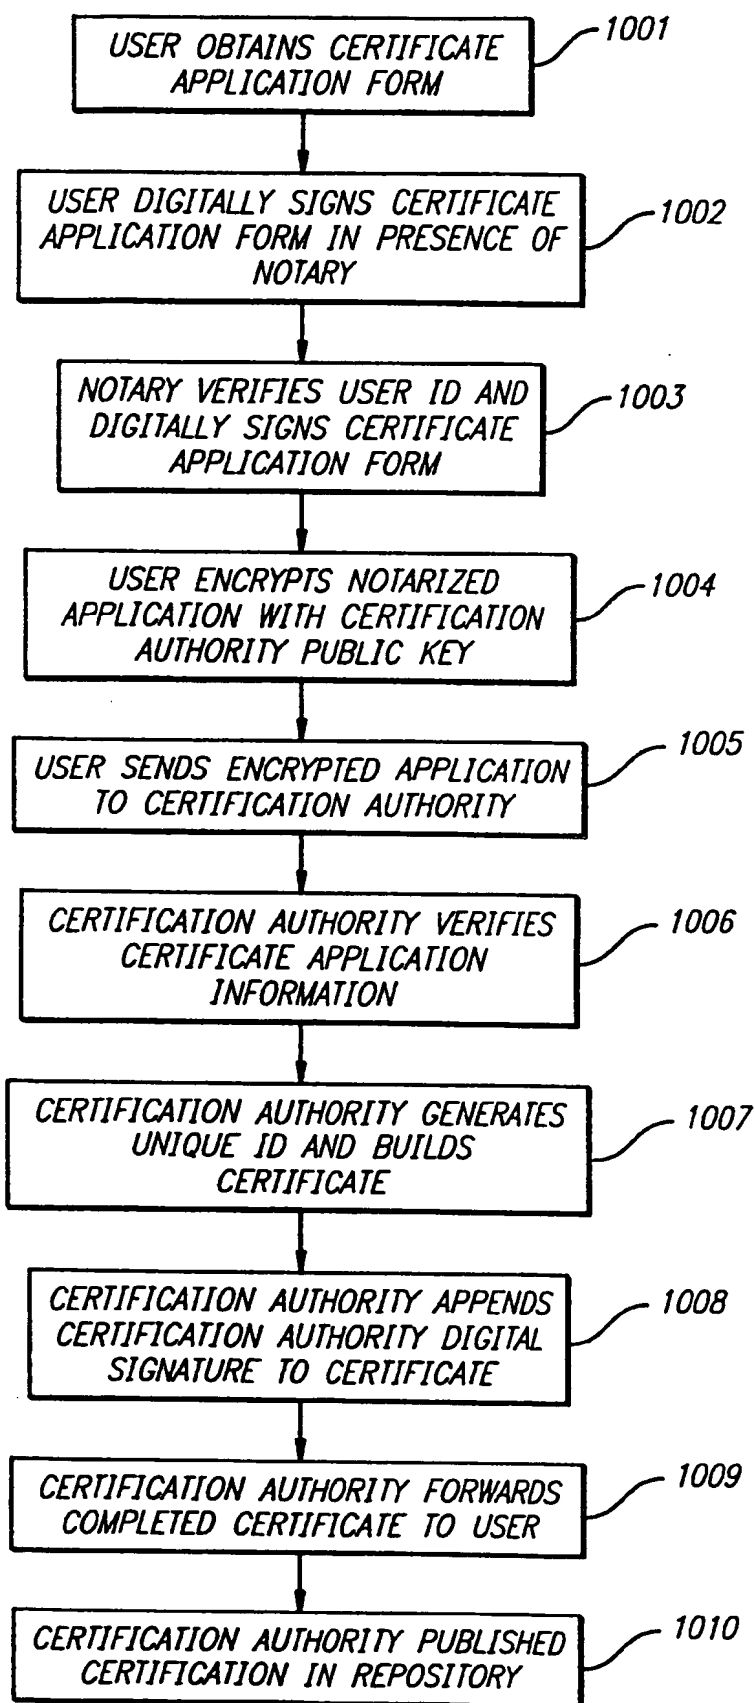 USER OBTAINS CERTIFICATE
APPLICATION FORM
1001
USER DIGITALLY SIGNS CERTIFICATE
APPLICATION FORM IN PRESENCE OF
NOTARY
1002
NOTARY VERIFIES USER ID AND
DIGITALLY SIGNS CERTIFICATE
APPLICATION FORM
1003
USER ENCRYPTS NOTARIZED
APPLICATION WITH CERTIFICATION
AUTHORITY PUBLIC KEY
1004
USER SENDS ENCRYPTED APPLICATION
TO CERTIFICATION AUTHORITY
1005
CERTIFICATION AUTHORITY VERIFIES
CERTIFICATE APPLICATION
INFORMATION
1006
CERTIFICATION AUTHORITY GENERATES
UNIQUE ID AND BUILDS
CERTIFICATE
1007
CERTIFICATION AUTHORITY APPENDS
CERTIFICATION AUTHORITY DIGITAL
SIGNATURE TO CERTIFICATE
1008
CERTIFICATION AUTHORITY FORWARDS
COMPLETED CERTIFICATE TO USER
1009
CERTIFICATION AUTHORITY PUBLISHED
CERTIFICATION IN REPOSITORY
1010